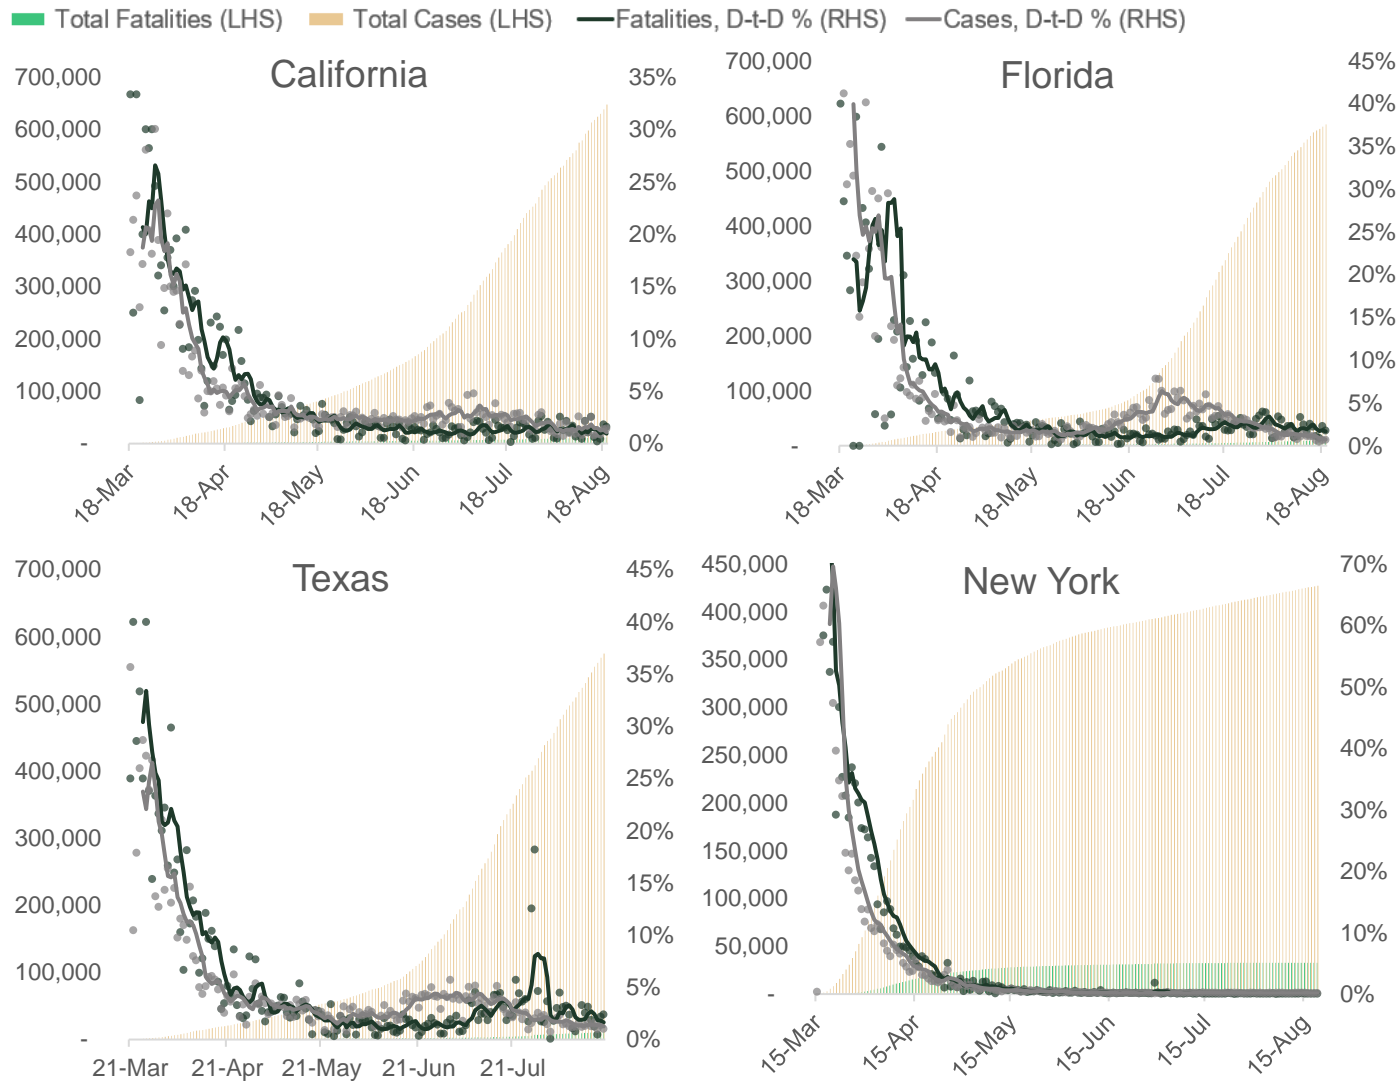 Total Fatalities (LHS) Total Cases (LHS) Fatalities, D-t-D % (RHS) Cases, D-t-D % (RHS)
California
700,000
600,000
500,000
400,000
300,000
200,000
100,000
-
35%
30%
25%
20%
15%
10%
5%
0%
18-Mar
18-Apr
18-May
18-Jun
18-Jul
18-Aug
Florida
700,000
600,000
500,000
400,000
300,000
200,000
100,000
-
45%
40%
35%
30%
25%
20%
15%
10%
5%
0%
18-Mar
18-Apr
18-May
18-Jun
18-Jul
18-Aug
Texas
700,000
600,000
500,000
400,000
300,000
200,000
100,000
-
45%
40%
35%
30%
25%
20%
15%
10%
5%
0%
21-Mar
21-Apr
21-May
21-Jun
21-Jul
New York
450,000
400,000
350,000
300,000
250,000
200,000
150,000
100,000
50,000
-
70%
60%
50%
40%
30%
20%
10%
0%
15-Mar
15-Apr
15-May
15-Jun
15-Jul
15-Aug